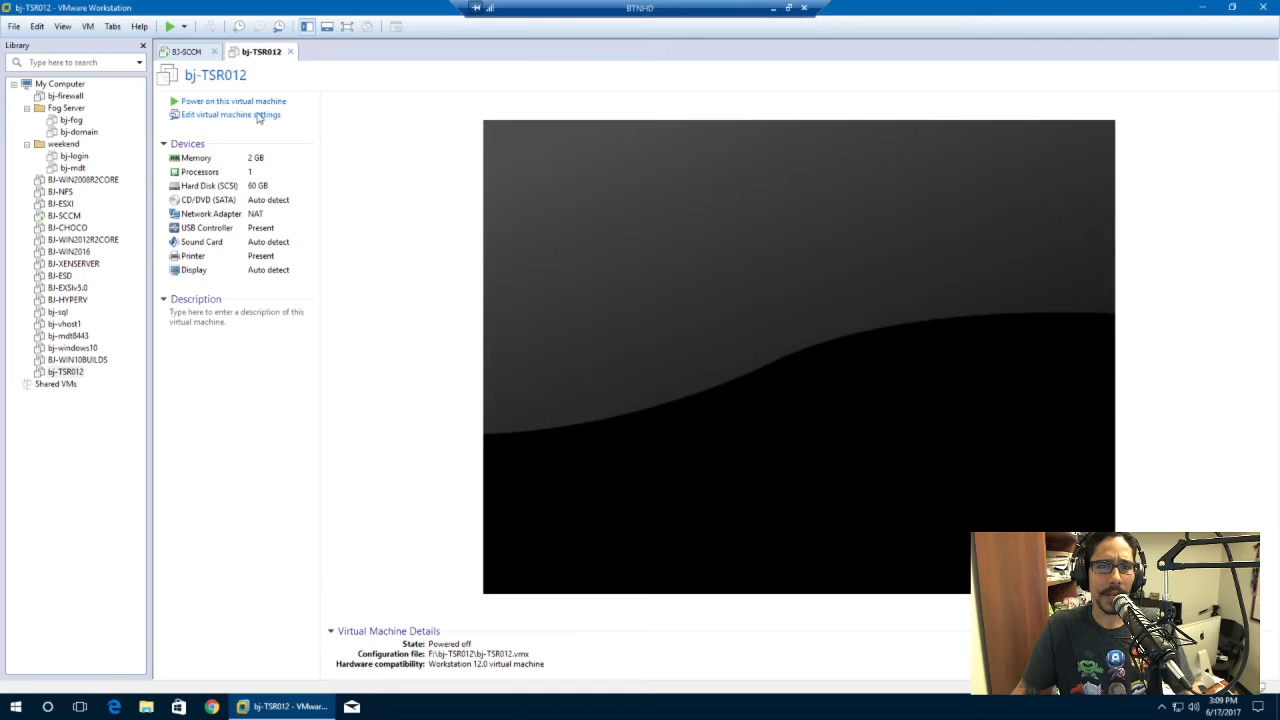 bj-TSR012 - VMware Workstation
BTNHD
File Edit View VM Tabs Help
Library
Type here to search
My Computer
bj-firewall
Fog Server
bj-fog
bj-domain
weekend
bj-login
bj-mdt
BJ-WIN2008R2CORE
BJ-NFS
BJ-ESXI
BJ-SCCM
BJ-CHOCO
BJ-WIN2012R2CORE
BJ-WIN2016
BJ-XENSERVER
BJ-ESD
BJ-EXSIv5.0
BJ-HYPERV
bj-sql
bj-vhost1
bj-mdt8443
bj-windows10
BJ-WIN10BUILDS
bj-TSR012
Shared VMs
BJ-SCCM
bj-TSR012
bj-TSR012
Power on this virtual machine
Edit virtual machine settings
Devices
Memory 2 GB
Processors 1
Hard Disk (SCSI) 60 GB
CD/DVD (SATA) Auto detect
Network Adapter NAT
USB Controller Present
Sound Card Auto detect
Printer Present
Display Auto detect
Description
Type here to enter a description of this
virtual machine.
Virtual Machine Details
State: Powered off
Configuration file: F:\bj-TSR012\bj-TSR012.vmx
Hardware compatibility: Workstation 12.0 virtual machine
bj-TSR012 - VMwar...
3:09 PM
6/17/2017